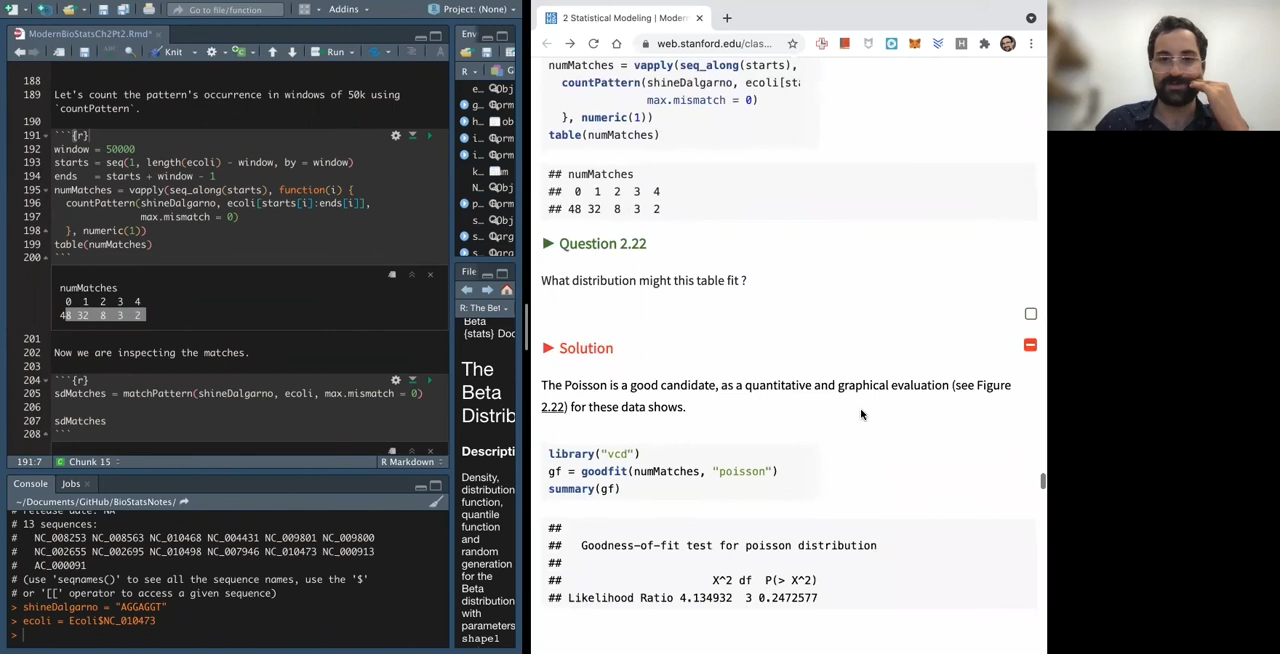 Go to file/function
Addins
Project: (None)
ModernBioStatsCh2Pt2.Rmd*
Knit
Run
188
189 Let's count the pattern's occurrence in windows of 50k using
`countPattern`.
190
191 ```{r}
192 window = 50000
193 starts = seq(1, length(ecoli) - window, by = window)
194 ends   = starts + window - 1
195 numMatches = vapply(seq_along(starts), function(i) {
196 countPattern(shineDalgarno, ecoli[starts[i]:ends[i]],
197 max.mismatch = 0)
198 }, numeric(1))
199 table(numMatches)
200 ```
numMatches
0 1 2 3 4
48 32 8 3 2
201
202 Now we are inspecting the matches.
203
204 ```{r}
205 sdMatches = matchPattern(shineDalgarno, ecoli, max.mismatch = 0)
206
207 sdMatches
208 ```
191:7 Chunk 15 R Markdown
Console Jobs
~/Documents/GitHub/BioStatsNotes/
# release date: NA
# 13 sequences:
# NC_008253 NC_008563 NC_010468 NC_004431 NC_009801 NC_009800
# NC_002655 NC_002695 NC_010498 NC_007946 NC_010473 NC_000913
# AC_000091
# (use 'seqnames()' to see all the sequence names, use the '$'
# or '[[' operator to access a given sequence)
> shineDalgarno = "AGGAGGT"
> ecoli = Ecoli$NC_010473
>
Env
R
e… Obj
g… prm
h… ob
i… prm
i… prm
k… um
N… Obj
p… prm
s… Obj
s… arg
s… arg
File
R: The Bet
Beta
{stats} Doc
The
Beta
Distrib
Descripti
Density,
distribution
function,
quantile
function
and
random
generation
for the
Beta
distribution
with
parameters
shape1
2 Statistical Modeling | Modern
web.stanford.edu/clas…
numMatches = vapply(seq_along(starts),
countPattern(shineDalgarno, ecoli[sta
max.mismatch = 0)
}, numeric(1))
table(numMatches)
## numMatches
## 0 1 2 3 4
## 48 32 8 3 2
Question 2.22
What distribution might this table fit ?
Solution
The Poisson is a good candidate, as a quantitative and graphical evaluation (see Figure
2.22) for these data shows.
library("vcd")
gf = goodfit(numMatches, "poisson")
summary(gf)
##
## Goodness-of-fit test for poisson distribution
##
## X^2 df P(> X^2)
## Likelihood Ratio 4.134932 3 0.2472577